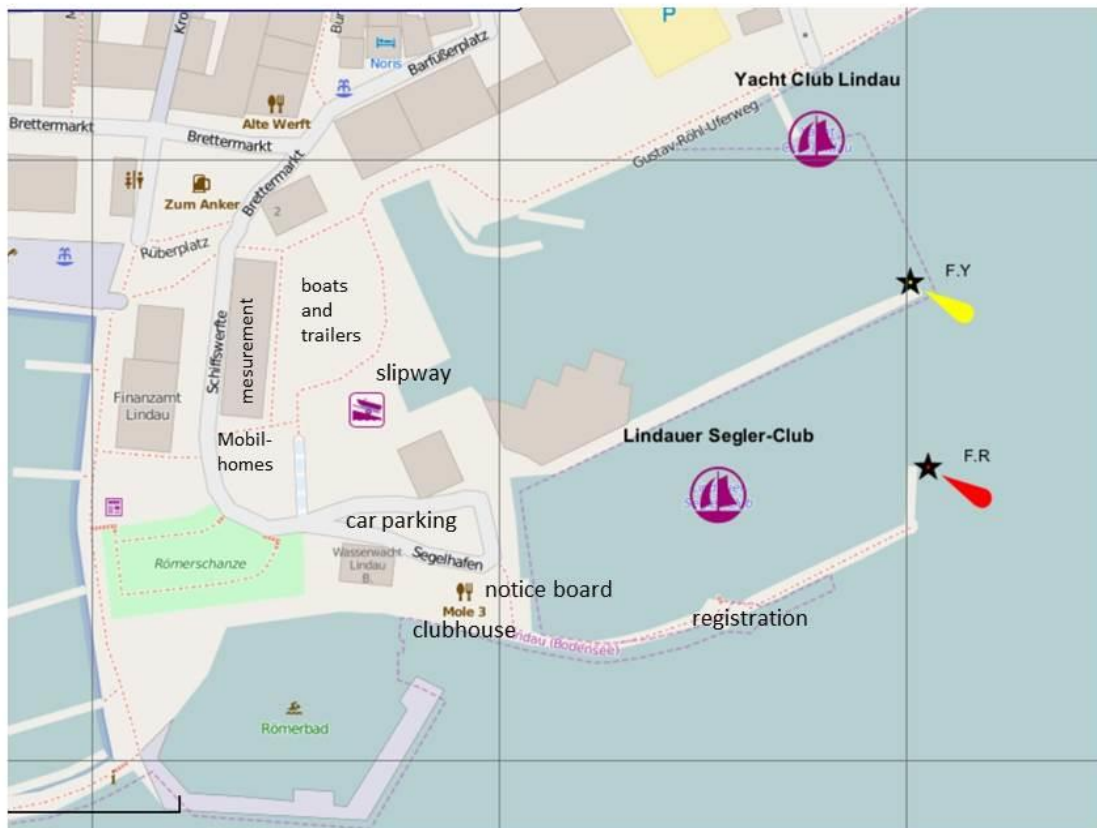 P
Kro
Bur
Noris
Barfüßerplatz
Yacht Club Lindau
Alte Werft
Brettermarkt
Brettermarkt
Gustav-Röhl-Uferweg
Brettermarkt
Zum Anker
2
Rüberplatz
F.Y
boats
and
trailers
mesurement
Schiffswerfte
slipway
Finanzamt
Lindau
Lindauer Segler-Club
F.R
Mobil-
homes
car parking
Segelhafen
Wasserwacht
Lindau
B.
Römerschanze
notice board
Mole 3
clubhouse
registration
ndau (Bodensee)
Römerbad
i